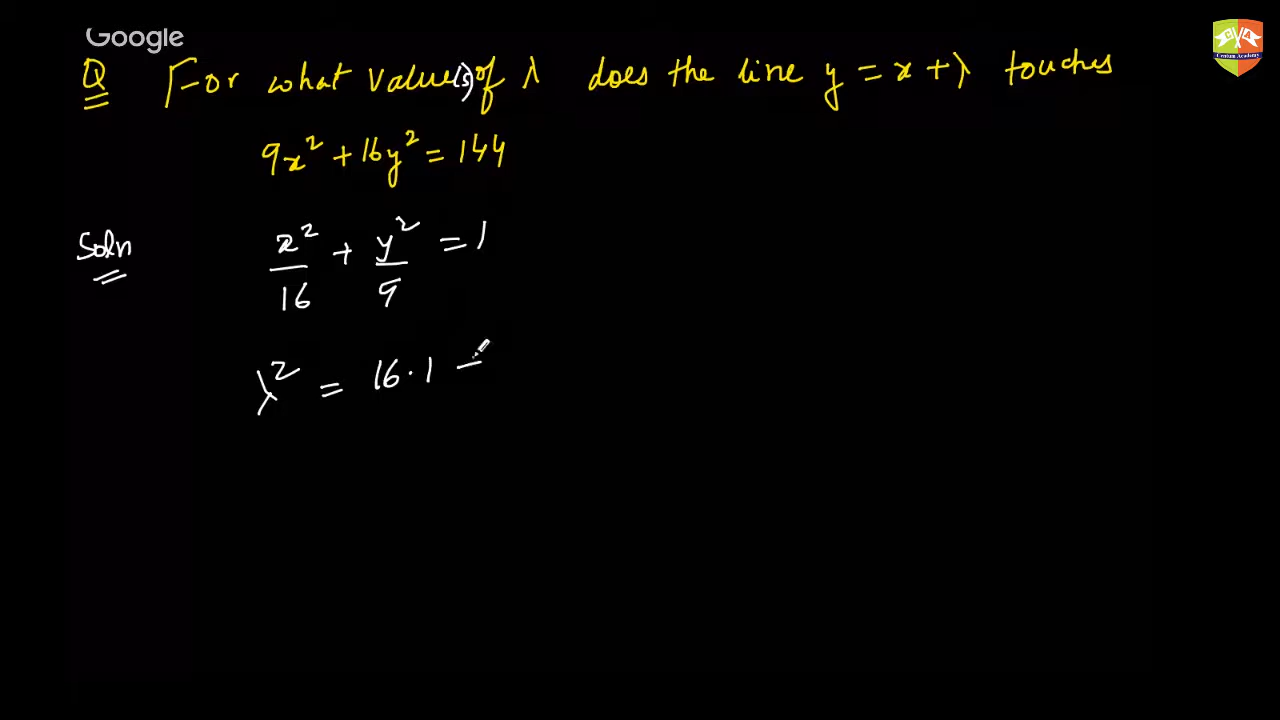 Google
Q For what value(s) of λ does the line y = x + λ touches
9x² + 16y² = 144
Soln x²/16 + y²/9 = 1
λ² = 16·1 –